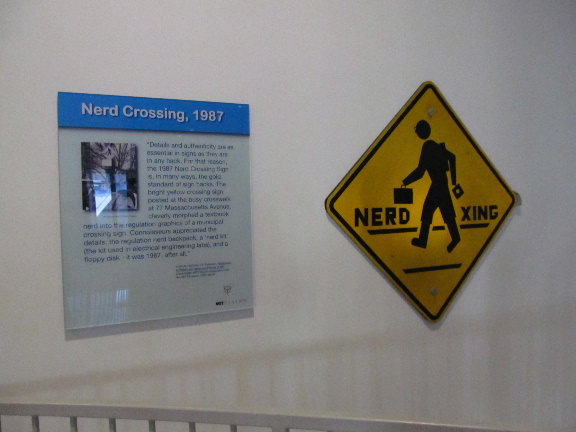 Nerd Crossing, 1987
"Details and authenticity are as
essential in signs as they are
in any hack. For that reason,
the 1987 Nerd Crossing Sign
is, in many ways, the gold
standard of sign hacks. The
bright yellow crossing sign
posted at the busy crosswalk
at 77 Massachusetts Avenue,
cleverly morphed a textbook
nerd into the regulation graphics of a municipal
crossing sign. Connoisseurs appreciated the
details: the regulation nerd backpack, a 'nerd kit'
(the kit used in electrical engineering labs), and a
floppy disk - it was 1987, after all."
MIT
NERD XING